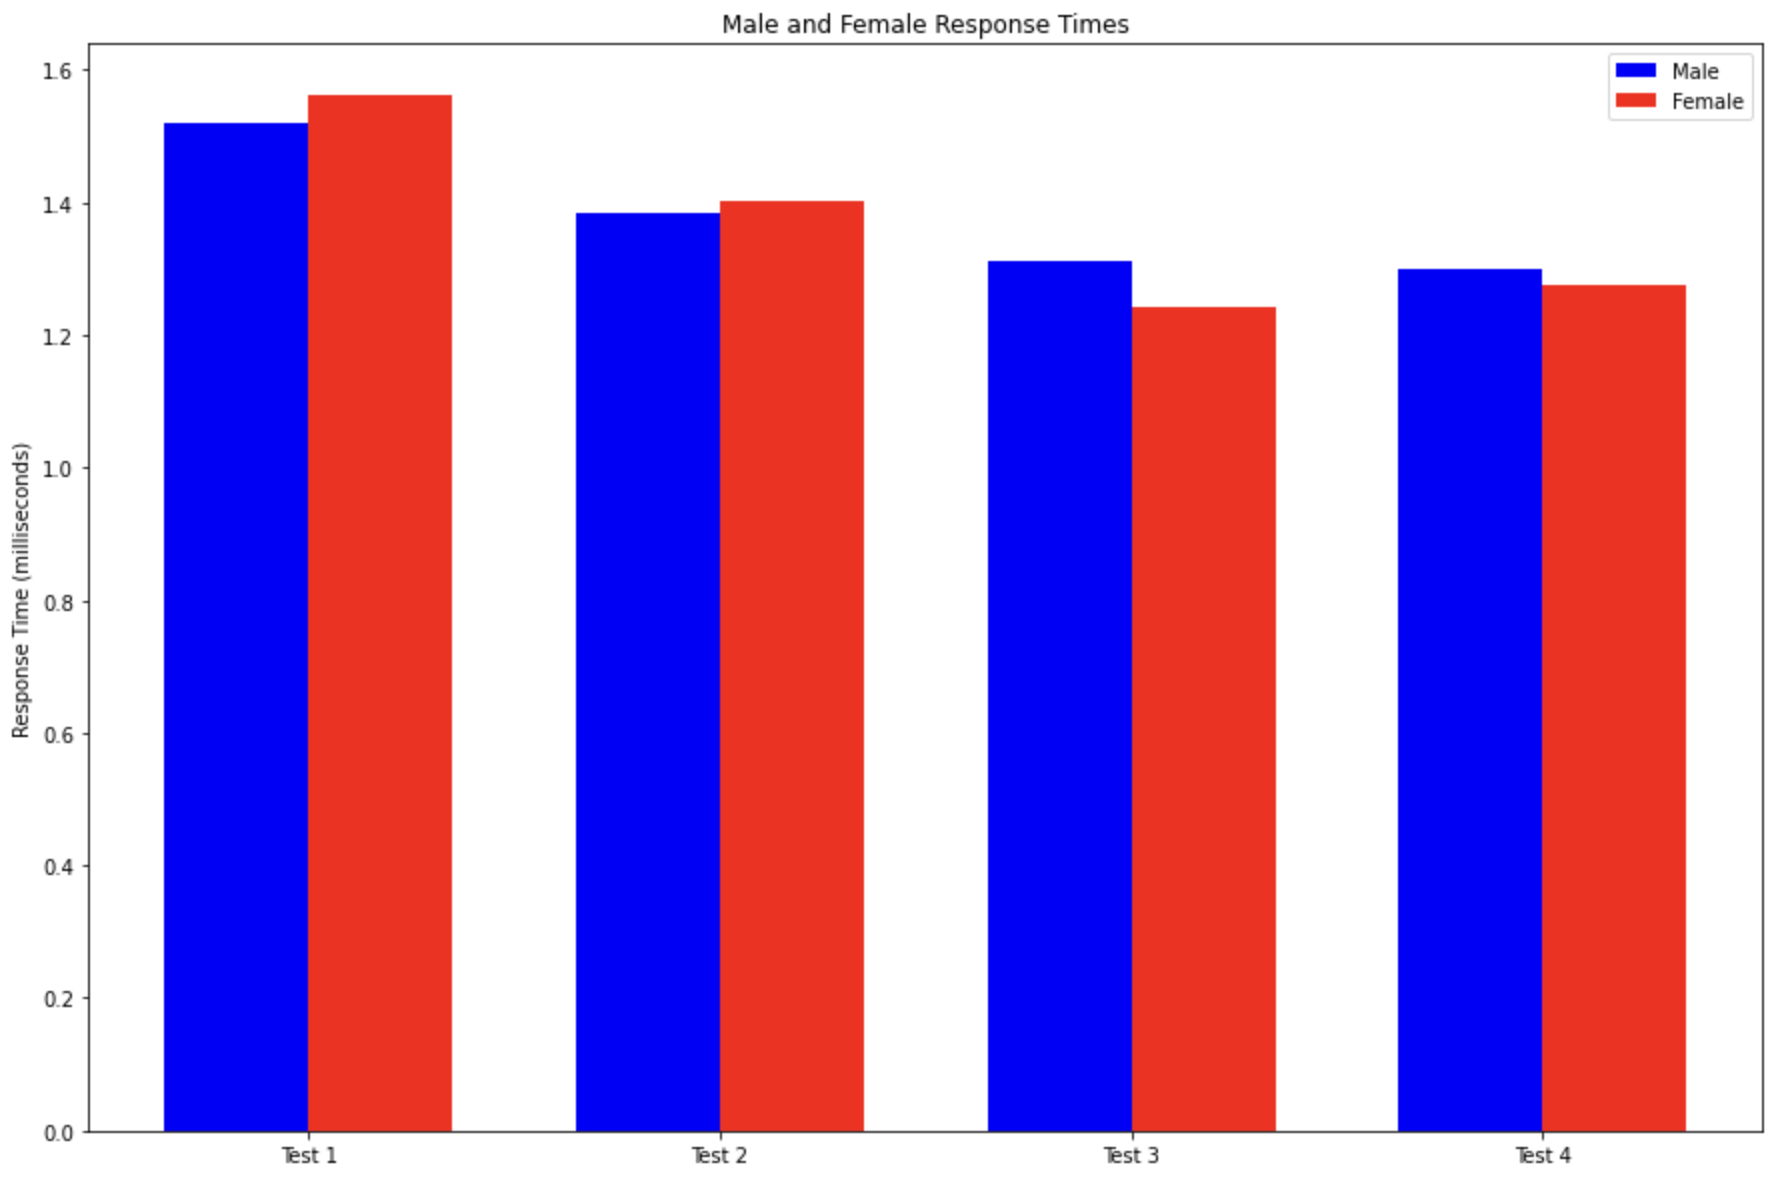 Male and Female Response Times
Male
Female
Response Time (milliseconds)
1.6
1.4
1.2
1.0
0.8
0.6
0.4
0.2
0.0
Test 1
Test 2
Test 3
Test 4